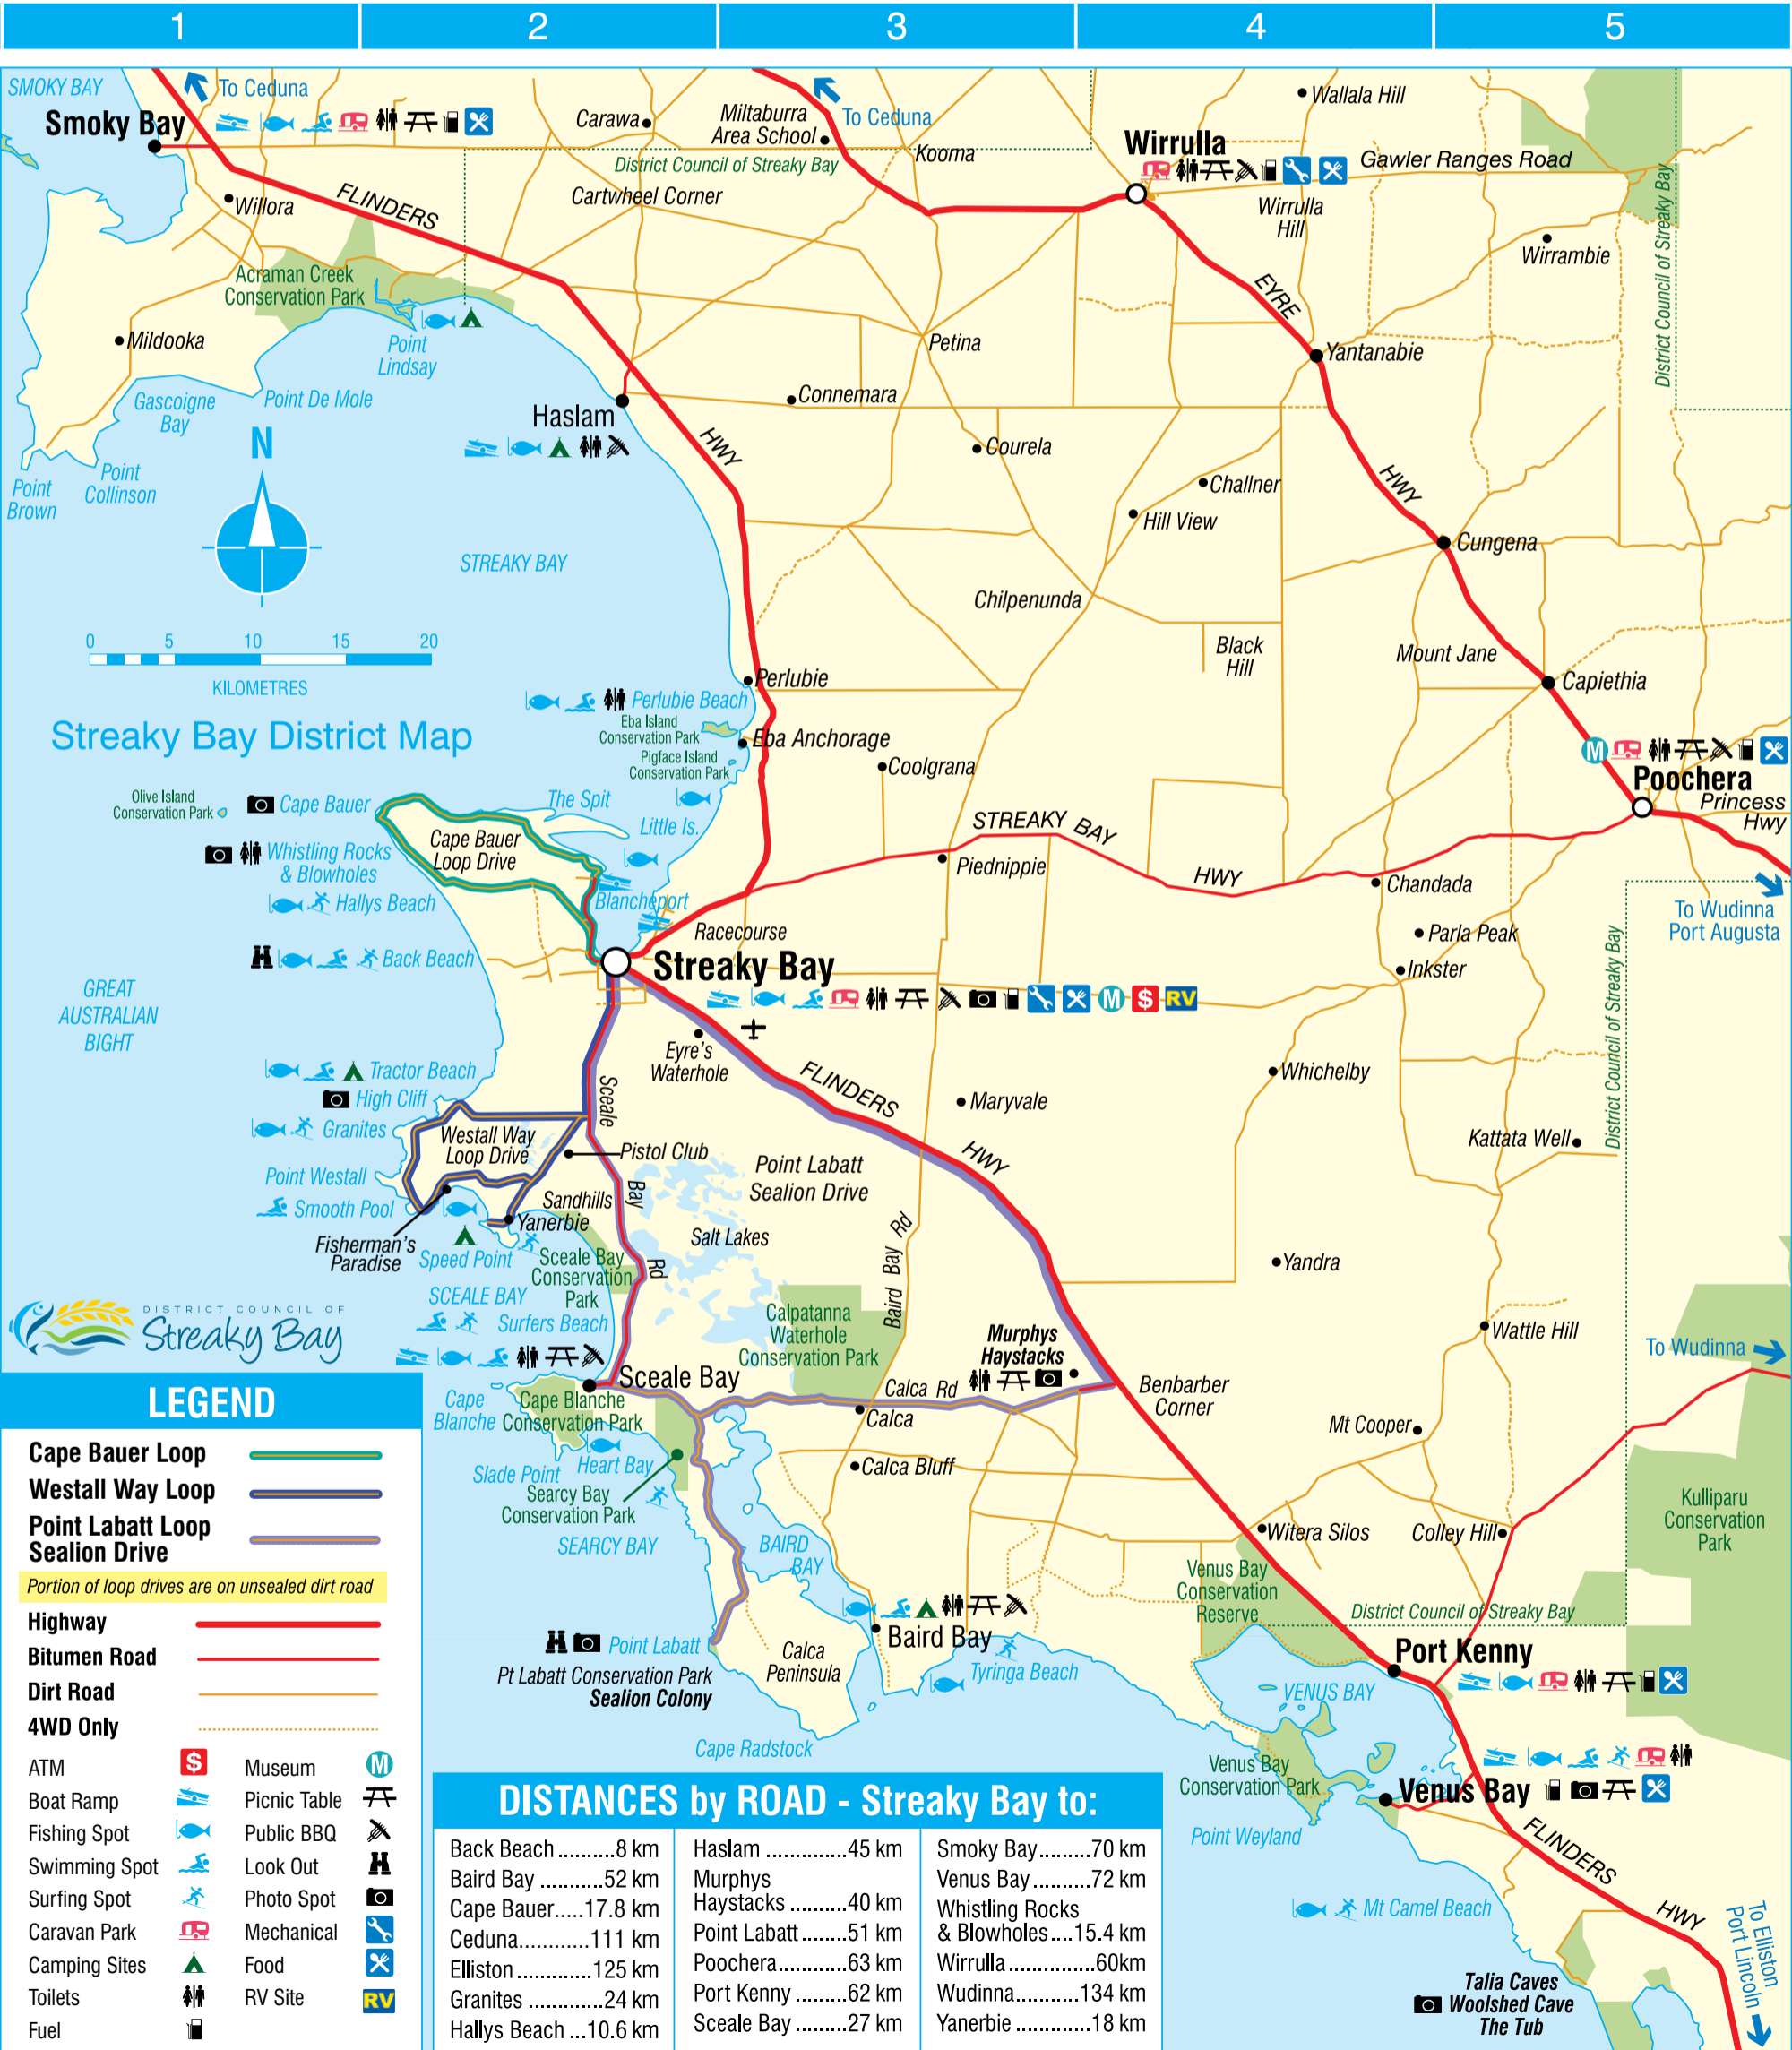 1 2 3 4 5
SMOKY BAY
To Ceduna
Smoky Bay
Carawa
Miltaburra
Area School
To Ceduna
Wallala Hill
Koorna
Wirrulla
Gawler Ranges Road
District Council of Streaky Bay
Cartwheel Corner
Willora
FLINDERS
Wirrulla
Hill
Wirrambie
District Council of Streaky Bay
Acraman Creek
Conservation Park
EYRE
Mildooka
Point
Lindsay
Petina
Yantanabie
Gascoigne
Bay
Point De Mole
Connemara
Haslam
HWY
Courela
N
Point
Collinson
Point
Brown
Challner
HWY
Hill View
Cungena
STREAKY BAY
Chilpenunda
0 5 10 15 20
KILOMETRES
Black
Hill
Mount Jane
Perlubie
Capiethia
Perlubie Beach
Streaky Bay District Map
Eba Island
Conservation Park
Eba Anchorage
Pigface Island
Conservation Park
Coolgrana
M
Poochera
Princess
Hwy
Olive Island
Conservation Park
Cape Bauer
The Spit
Little Is.
Cape Bauer
Loop Drive
STREAKY BAY
HWY
Whistling Rocks
& Blowholes
Piednippie
Chandada
Hallys Beach
Blancheport
To Wudinna
Port Augusta
Racecourse
Parla Peak
Back Beach
Streaky Bay
Inkster
M $ RV
GREAT
AUSTRALIAN
BIGHT
District Council of Streaky Bay
Eyre's
Waterhole
Tractor Beach
Sceale
Bay
Rd
FLINDERS
HWY
Whichelby
High Cliff
Maryvale
Granites
Westall Way
Loop Drive
Pistol Club
Kattata Well
Point Westall
Point Labatt
Sealion Drive
Smooth Pool
Sandhills
Yanerbie
Fisherman's
Paradise
Speed Point
Salt Lakes
Baird Bay Rd
Sceale Bay
Conservation
Park
Yandra
SCEALE BAY
DISTRICT COUNCIL OF
Streaky Bay
Surfers Beach
Calpatanna
Waterhole
Conservation Park
Murphys
Haystacks
Wattle Hill
To Wudinna
Sceale Bay
Cape
Blanche
Cape Blanche
Conservation Park
Calca Rd
Calca
Benbarber
Corner
Mt Cooper
Slade Point
Heart Bay
Calca Bluff
Searcy Bay
Conservation Park
SEARCY BAY
BAIRD
BAY
Witera Silos
Colley Hill
Kulliparu
Conservation
Park
Venus Bay
Conservation
Reserve
District Council of Streaky Bay
Baird Bay
Point Labatt
Pt Labatt Conservation Park
Sealion Colony
Calca
Peninsula
Tyringa Beach
Port Kenny
VENUS BAY
Cape Radstock
Venus Bay
Conservation Park
Venus Bay
Point Weyland
FLINDERS
HWY
Mt Camel Beach
To Elliston
Port Lincoln
Talia Caves
Woolshed Cave
The Tub
LEGEND
Cape Bauer Loop
Westall Way Loop
Point Labatt Loop
Sealion Drive
Portion of loop drives are on unsealed dirt road
Highway
Bitumen Road
Dirt Road
4WD Only
ATM $
Boat Ramp
Fishing Spot
Swimming Spot
Surfing Spot
Caravan Park
Camping Sites
Toilets
Fuel
Museum M
Picnic Table
Public BBQ
Look Out
Photo Spot
Mechanical
Food
RV Site RV
DISTANCES by ROAD - Streaky Bay to:
Back Beach .........8 km
Baird Bay ...........52 km
Cape Bauer.....17.8 km
Ceduna............111 km
Elliston .............125 km
Granites .............24 km
Hallys Beach ...10.6 km
Haslam ..............45 km
Murphys
Haystacks ..........40 km
Point Labatt ........51 km
Poochera............63 km
Port Kenny .........62 km
Sceale Bay .........27 km
Smoky Bay.........70 km
Venus Bay ..........72 km
Whistling Rocks
& Blowholes....15.4 km
Wirrulla ..............60km
Wudinna...........134 km
Yanerbie .............18 km